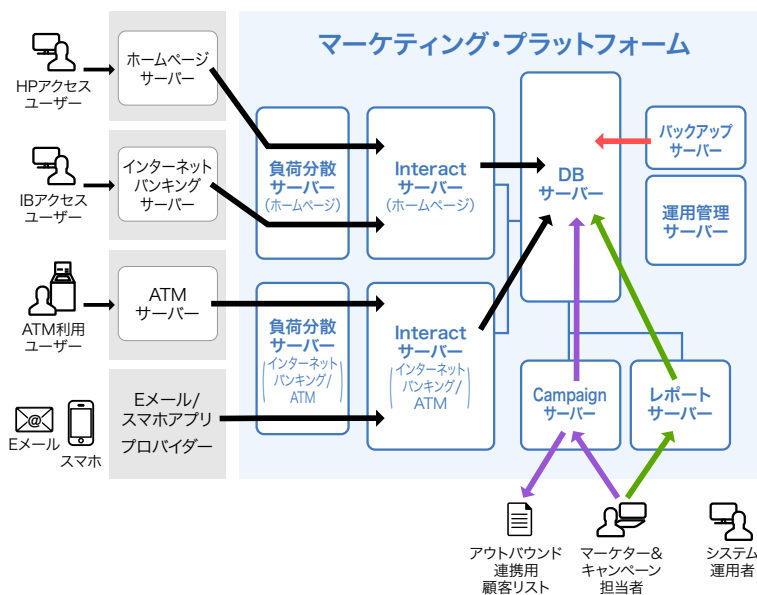 マーケティング・プラットフォーム
HPアクセス
ユーザー
ホームページ
サーバー
IBアクセス
ユーザー
インターネット
バンキング
サーバー
ATM利用
ユーザー
ATM
サーバー
@
Eメール
スマホ
Eメール/
スマホアプリ
プロバイダー
負荷分散
サーバー
(ホームページ)
Interact
サーバー
(ホームページ)
負荷分散
サーバー
(インターネット
バンキング/
ATM)
Interact
サーバー
(インターネット
バンキング/
ATM)
DB
サーバー
バックアップ
サーバー
運用管理
サーバー
Campaign
サーバー
レポート
サーバー
アウトバウンド
連携用
顧客リスト
マーケター&
キャンペーン
担当者
システム
運用者